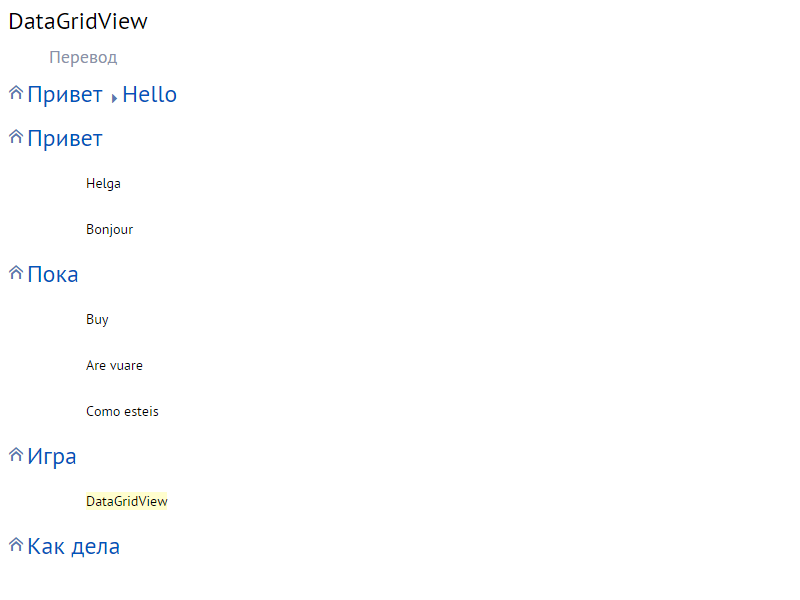 DataGridView
Перевод
Привет Hello
Привет
Helga
Bonjour
Пока
Buy
Are vuare
Como esteis
Игра
DataGridView
Как дела